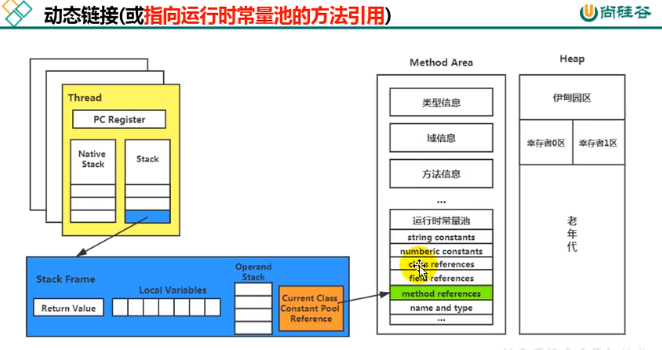 动态链接(或指向运行时常量池的方法引用)
尚硅谷
Thread
PC Register
Native
Stack
Stack
Stack Frame
Return Value
Local Variables
Operand
Stack
Current Class
Constant Pool
Reference
Method Area
类型信息
域信息
方法信息
...
运行时常量池
string constants
numberic constants
class references
field references
method references
name and type
...
Heap
伊甸园区
幸存者0区
幸存者1区
老年代